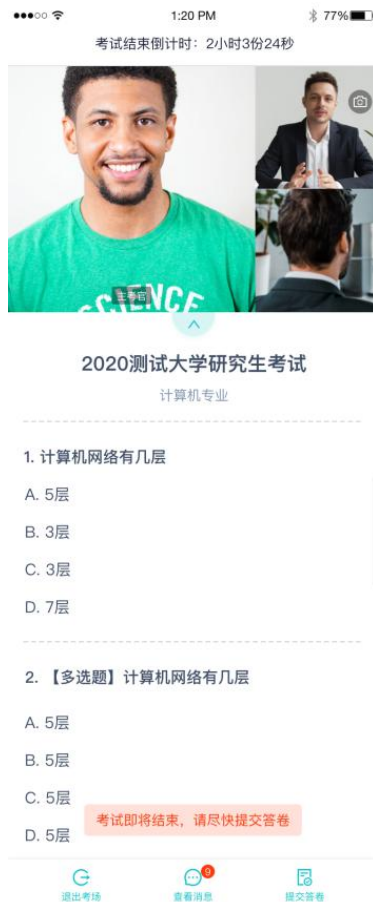 1:20 PM
77%
考试结束倒计时：2小时3份24秒
SCIENCE
主考官
2020测试大学研究生考试
计算机专业
1. 计算机网络有几层
A. 5层
B. 3层
C. 3层
D. 7层
2. 【多选题】计算机网络有几层
A. 5层
B. 5层
C. 5层
考试即将结束，请尽快提交答卷
D. 5层
9
退出考场
查看消息
提交答卷